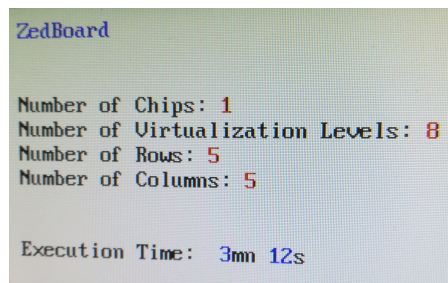 ZedBoard
Number of Chips: 1
Number of Virtualization Levels: 8
Number of Rows: 5
Number of Columns: 5
Execution Time: 3mn 12s